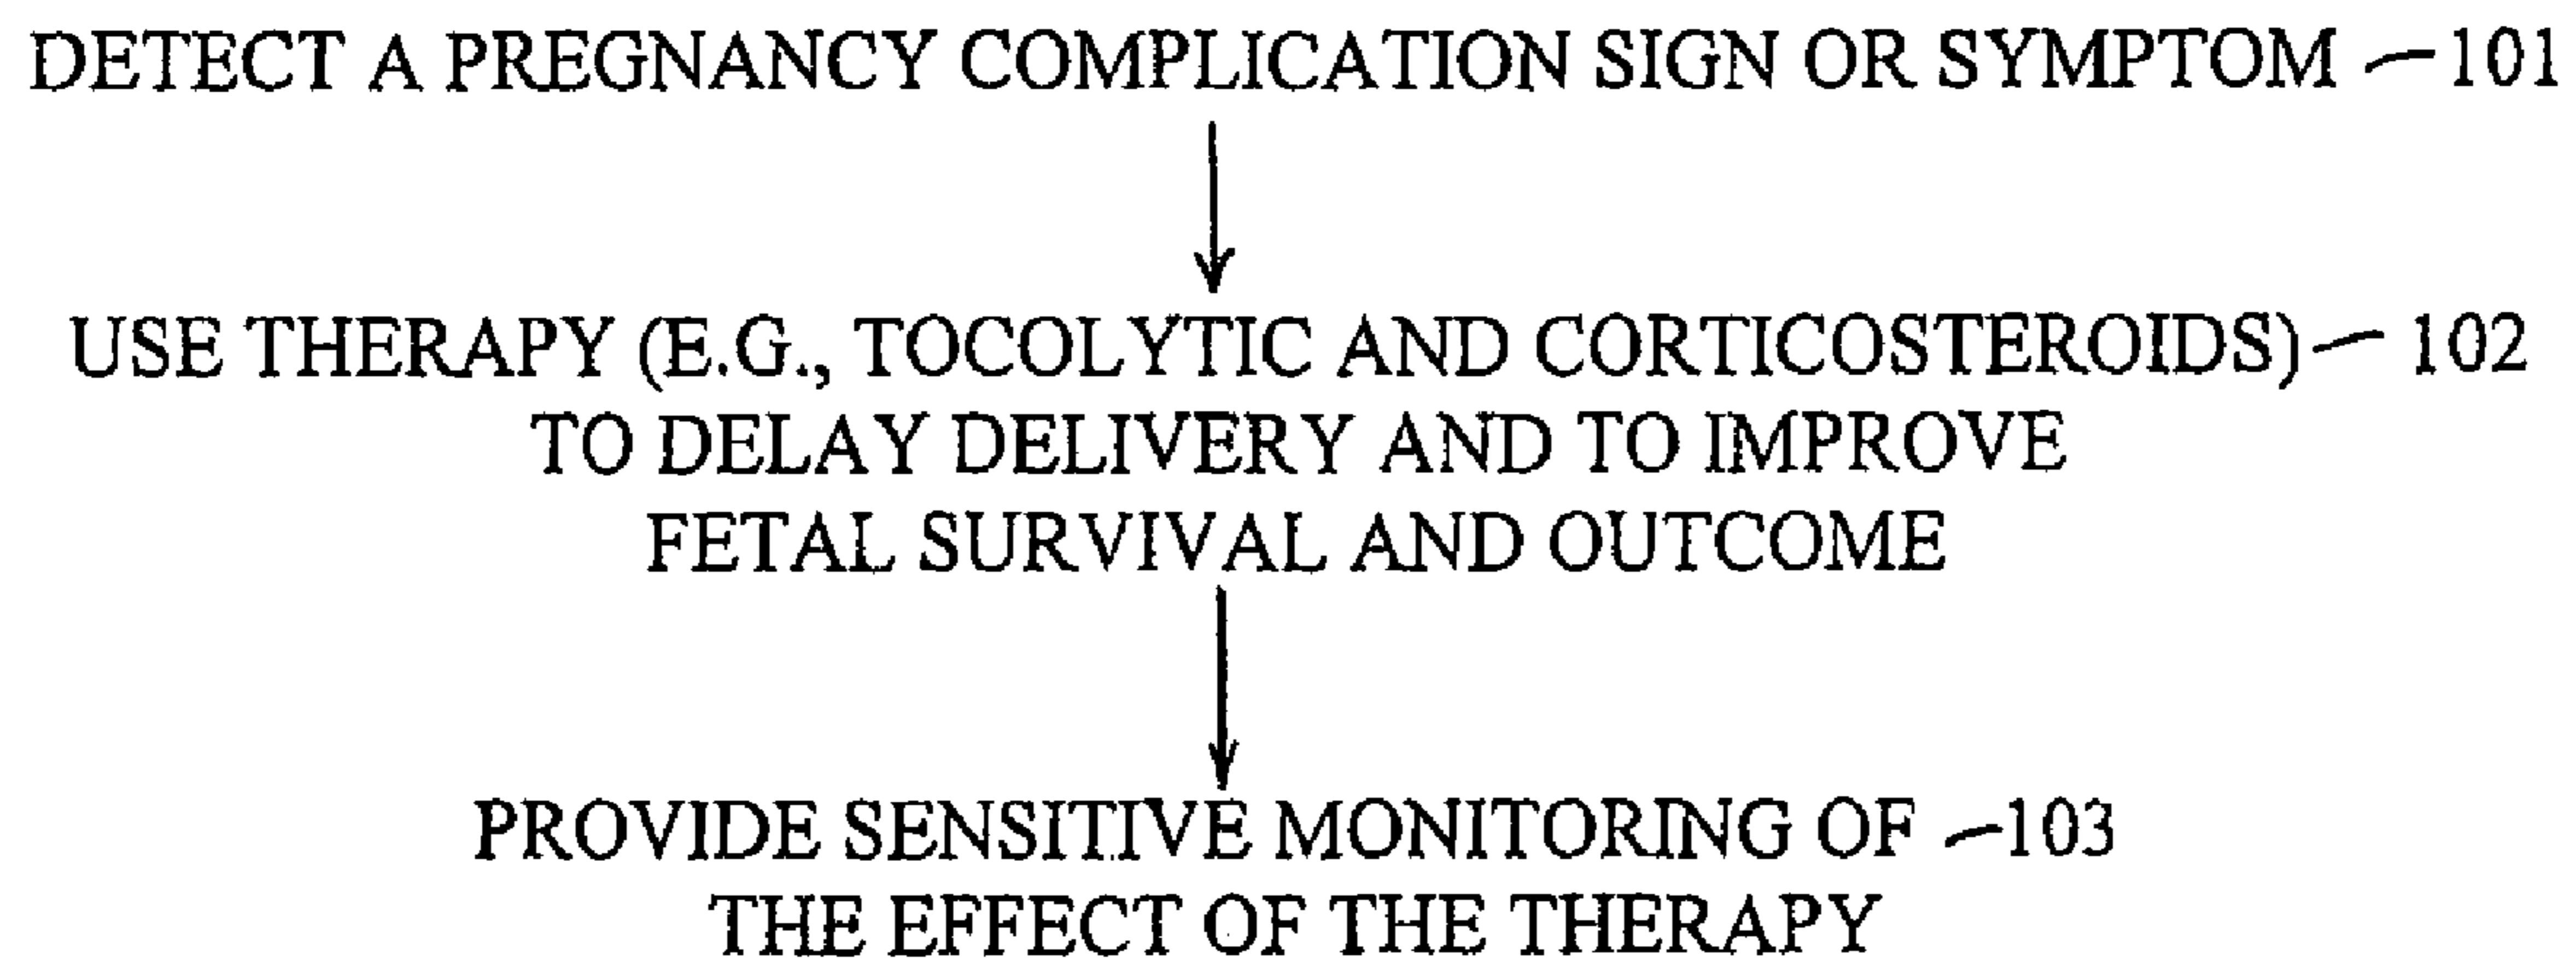 DETECT A PREGNANCY COMPLICATION SIGN OR SYMPTOM 101
USE THERAPY (E.G., TOCOLYTIC AND CORTICOSTEROIDS) 102
TO DELAY DELIVERY AND TO IMPROVE
FETAL SURVIVAL AND OUTCOME
PROVIDE SENSITIVE MONITORING OF 103
THE EFFECT OF THE THERAPY